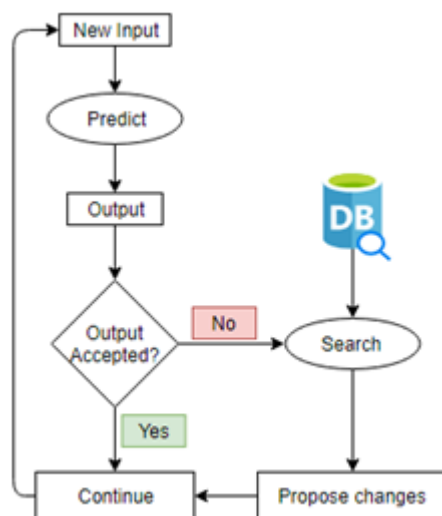 New Input
Predict
Output
DB
Output
Accepted?
No
Search
Yes
Continue
Propose changes